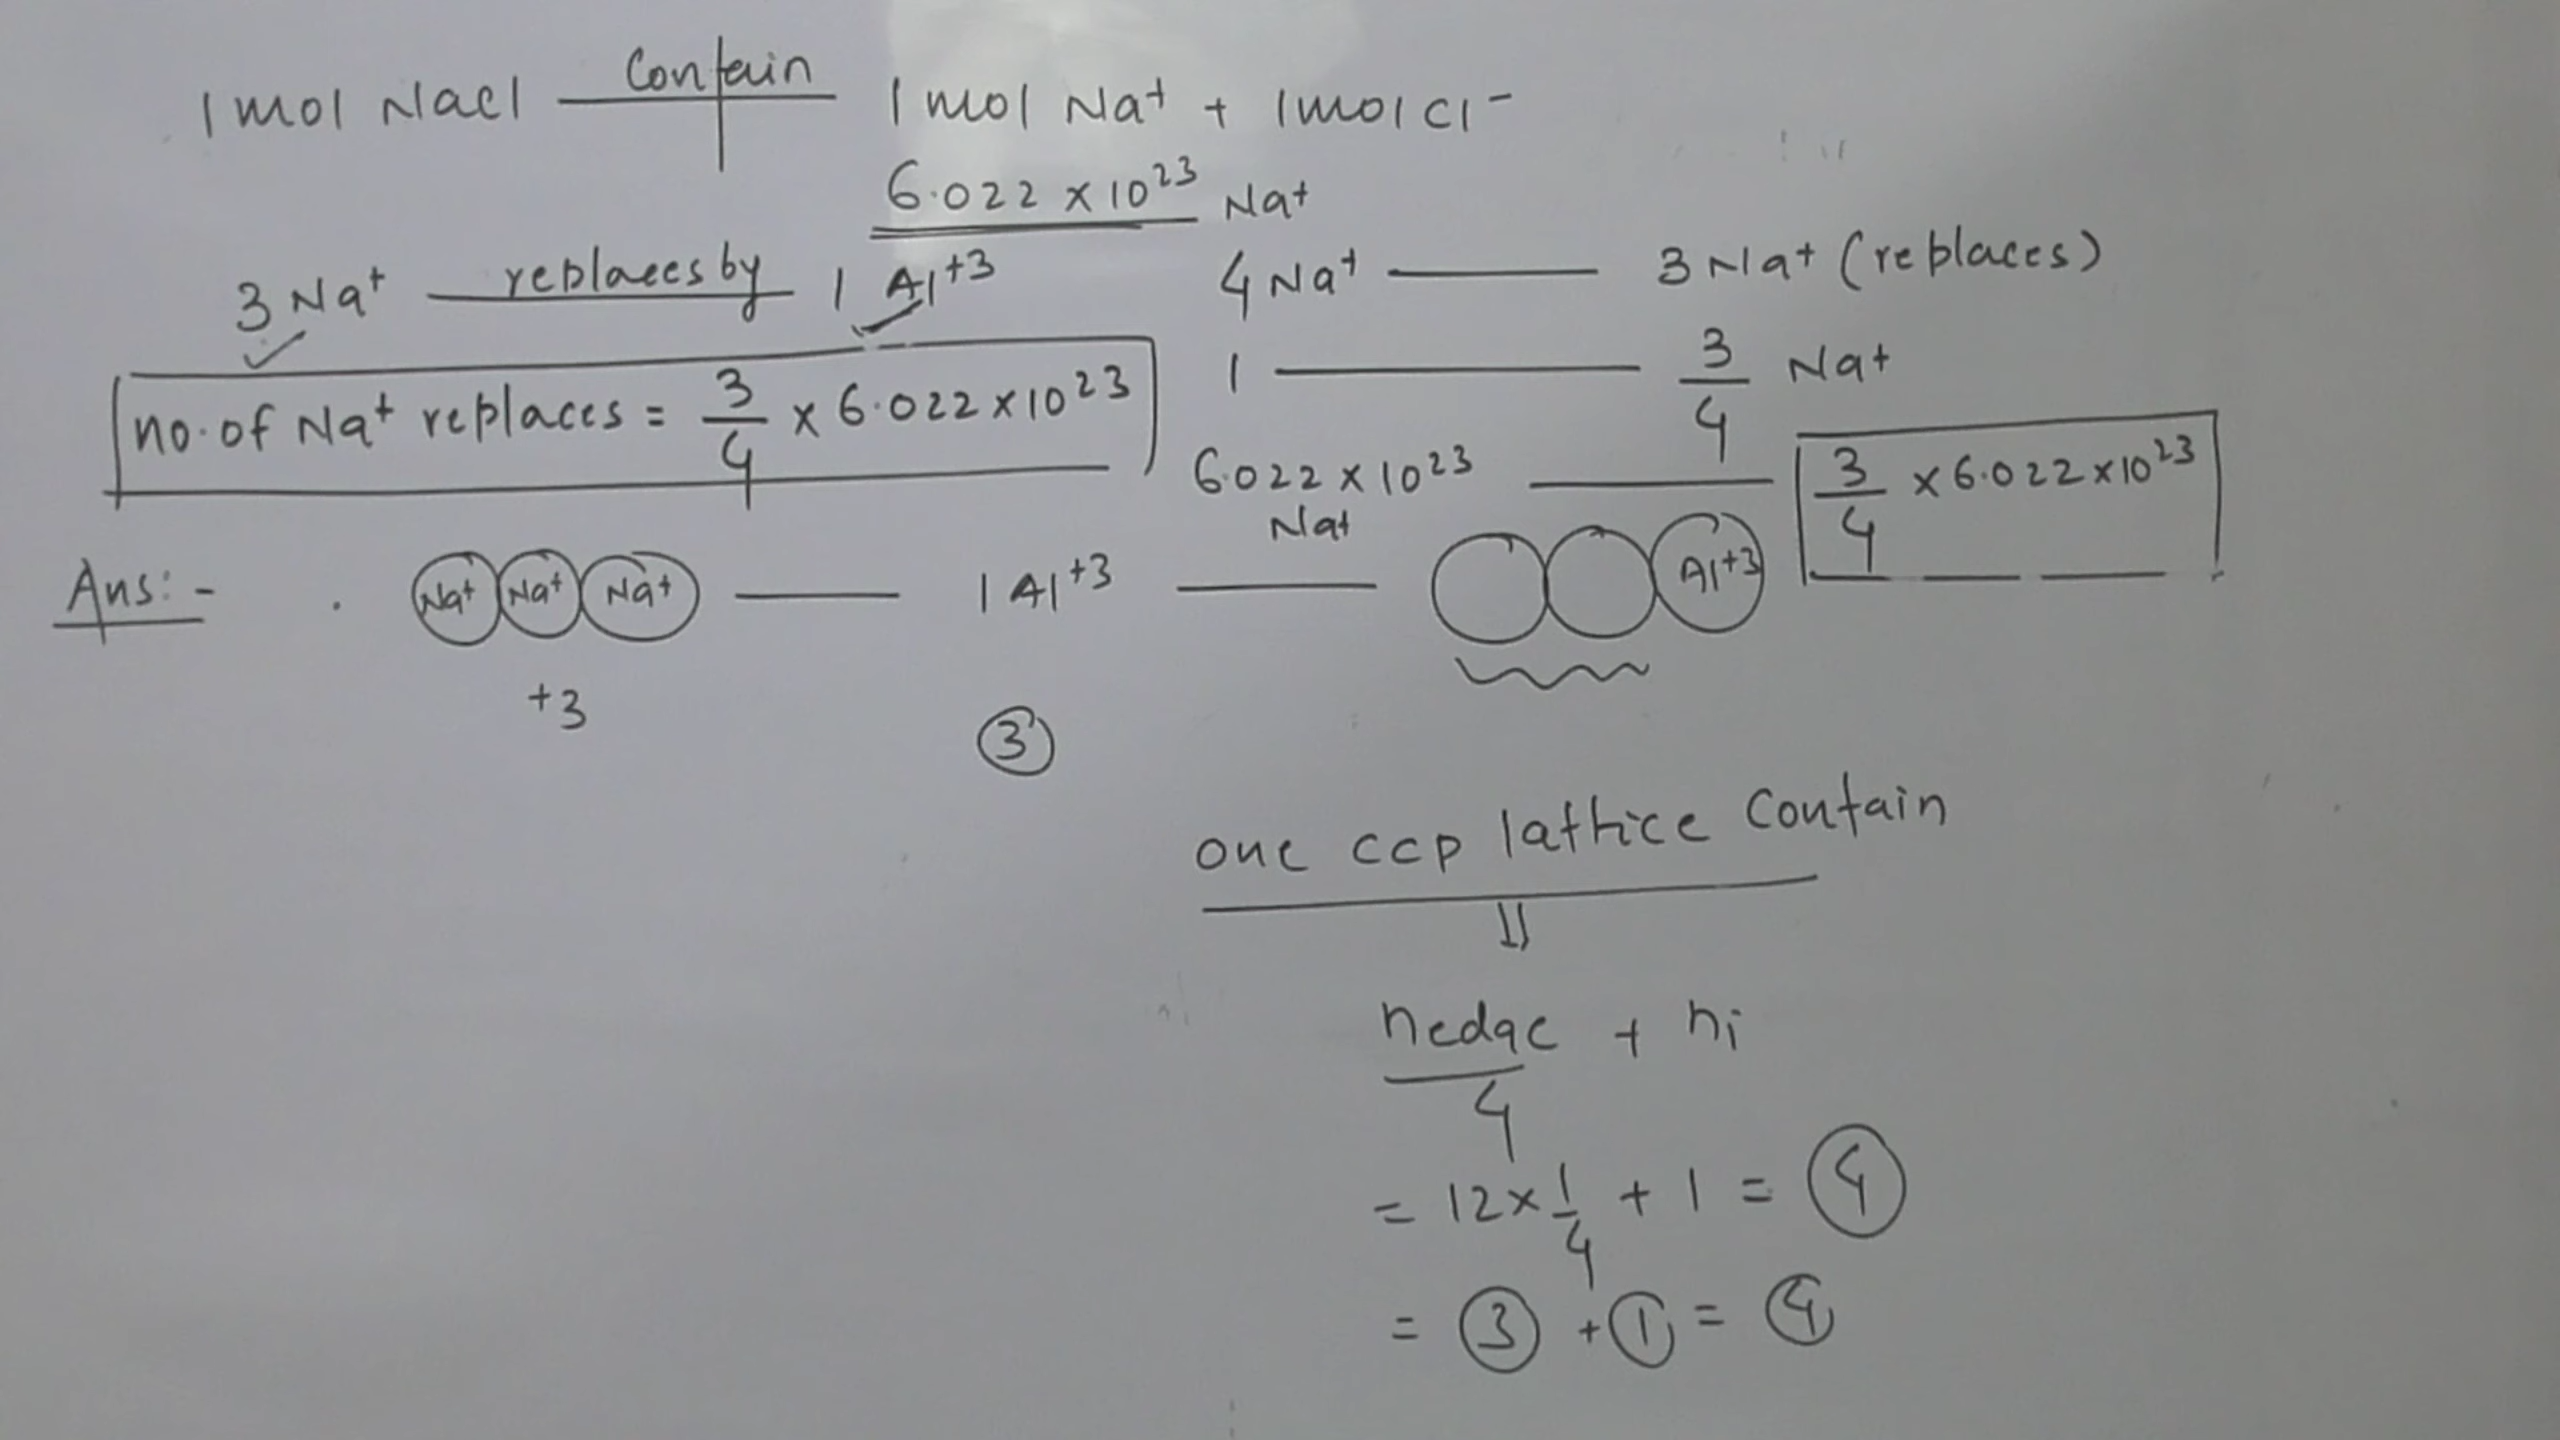 1 mol NaCl contain 1 mol Na+ + 1 mol Cl-
6.022 x 10^23 Na+
3 Na+ replaces by 1 Al+3
4 Na+ — 3 Na+ (replaces)
1 — 3/4 Na+
no. of Na+ replaces = 3/4 x 6.022 x 10^23
6.022 x 10^23 Na+ — 3/4 x 6.022 x 10^23
Ans:- Na+ Na+ Na+ — 1 Al+3 — Al+3
+3
3
one ccp lattice contain
nedge/4 + ni
= 12 x 1/4 + 1 = 4
= 3 + 1 = 4